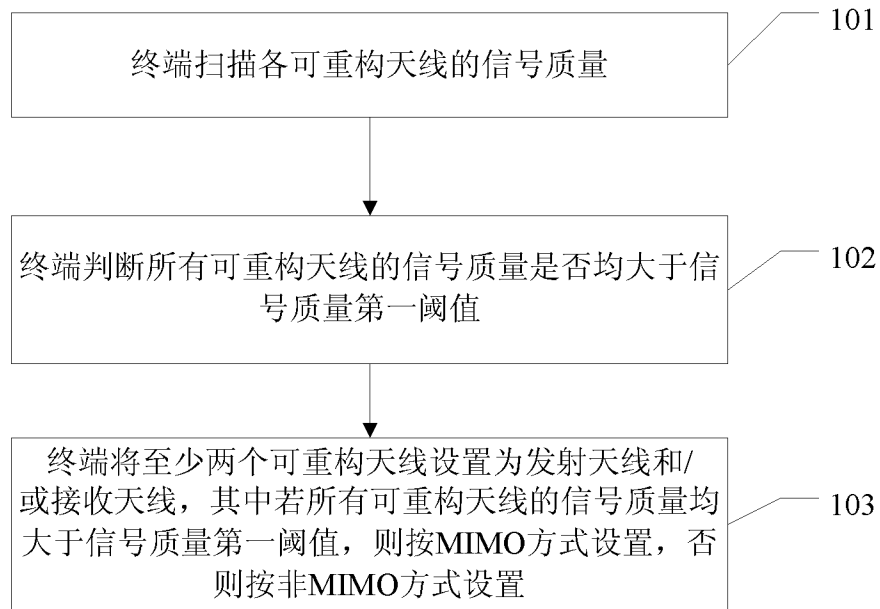 101
终端扫描各可重构天线的信号质量
102
终端判断所有可重构天线的信号质量是否均大于信
号质量第一阈值
103
终端将至少两个可重构天线设置为发射天线和/
或接收天线，其中若所有可重构天线的信号质量均
大于信号质量第一阈值，则按MIMO方式设置，否
则按非MIMO方式设置